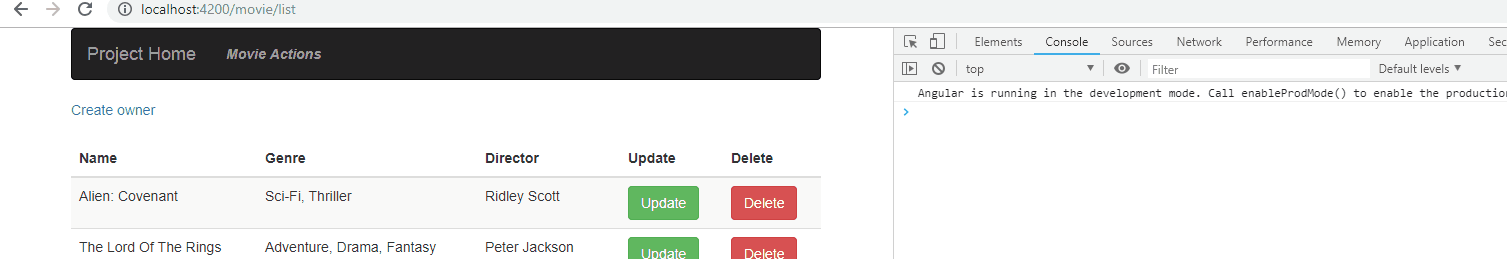 localhost:4200/movie/list
Project Home Movie Actions
Create owner
Name Genre Director Update Delete
Alien: Covenant Sci-Fi, Thriller Ridley Scott Update Delete
The Lord Of The Rings Adventure, Drama, Fantasy Peter Jackson Update Delete
Elements Console Sources Network Performance Memory Application Sec
top Filter Default levels
Angular is running in the development mode. Call enableProdMode() to enable the production